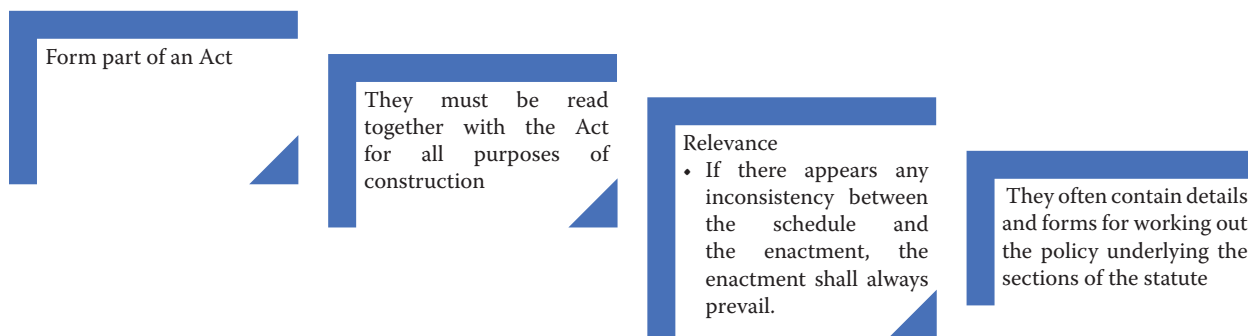 Form part of an Act
They must be read
together with the Act
for all purposes of
construction
Relevance
• If there appears any
inconsistency between
the schedule and
the enactment, the
enactment shall always
prevail.
They often contain details
and forms for working out
the policy underlying the
sections of the statute